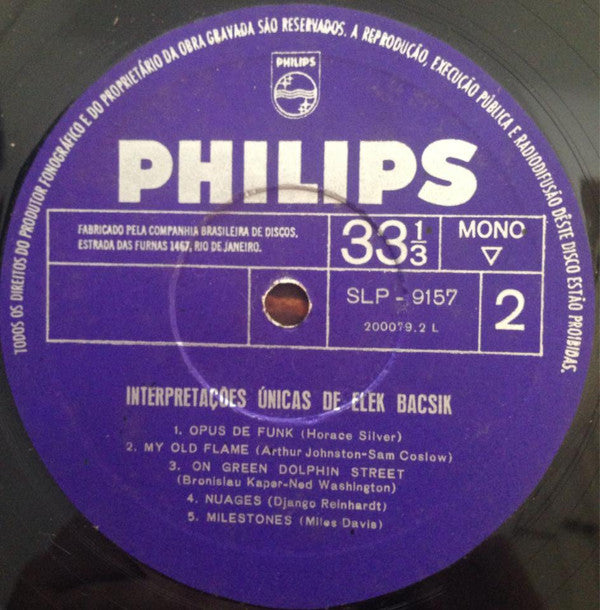 TODOS OS DIREITOS DO PRODUTOR FONOGRÁFICO E DO PROPRIETÁRIO DA OBRA GRAVADA SÃO RESERVADOS. A REPRODUÇÃO, EXECUÇÃO PÚBLICA E RADIODIFUSÃO DÊSTE DISCO ESTÃO PROIBIDAS.
PHILIPS
PHILIPS
FABRICADO PELA COMPANHIA BRASILEIRA DE DISCOS,
ESTRADA DAS FURNAS 1467, RIO DE JANEIRO.
33 1/3
MONO
SLP - 9157
200079.2 L
2
INTERPRETAÇÕES ÚNICAS DE ELEK BACSIK
1. OPUS DE FUNK (Horace Silver)
2. MY OLD FLAME (Arthur Johnston-Sam Coslow)
3. ON GREEN DOLPHIN STREET
(Bronislau Kaper-Ned Washington)
4. NUAGES (Django Reinhardt)
5. MILESTONES (Miles Davis)